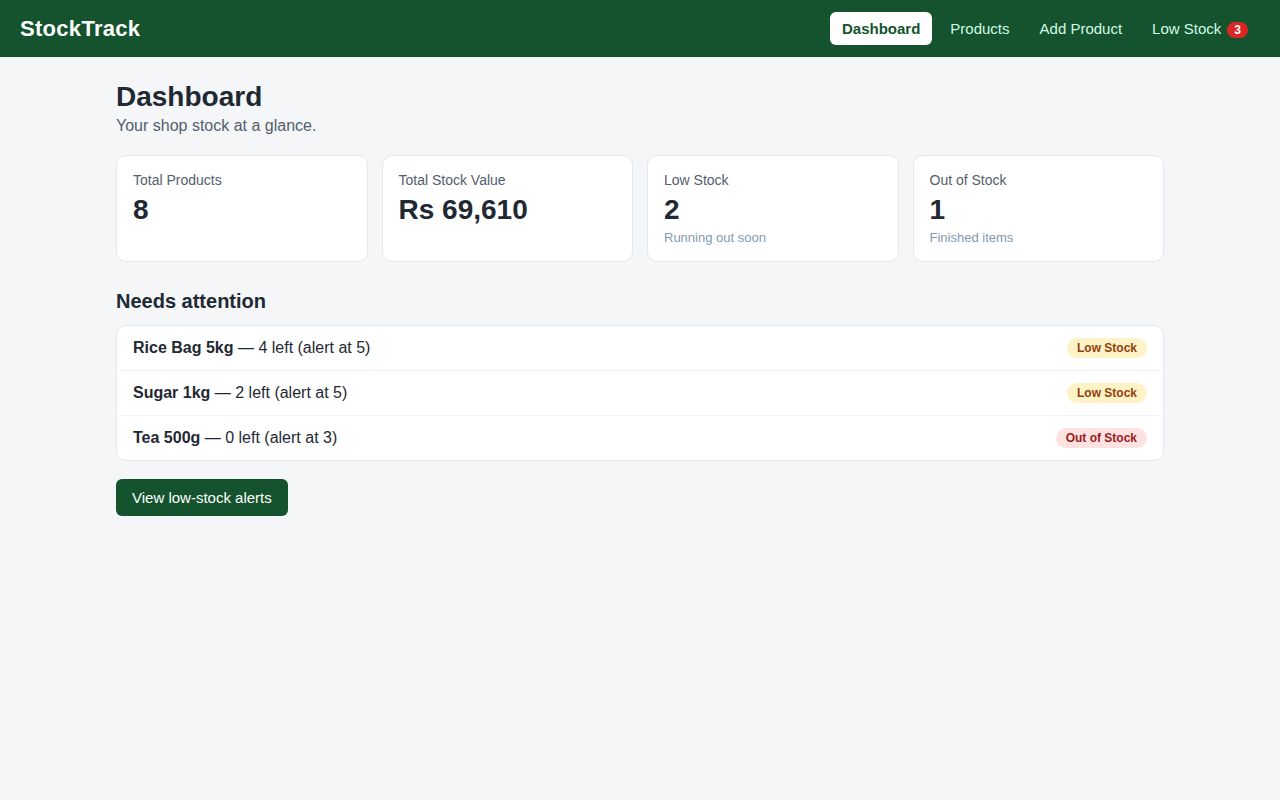 StockTrack
Dashboard Products Add Product Low Stock 3
Dashboard
Your shop stock at a glance.
Total Products
8
Total Stock Value
Rs 69,610
Low Stock
2
Running out soon
Out of Stock
1
Finished items
Needs attention
Rice Bag 5kg — 4 left (alert at 5) Low Stock
Sugar 1kg — 2 left (alert at 5) Low Stock
Tea 500g — 0 left (alert at 3) Out of Stock
View low-stock alerts